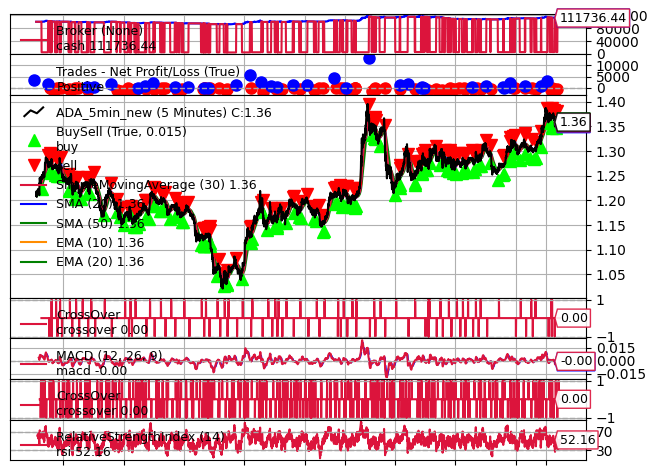 Broker (None)
cash 111736.44
111736.44
80000
40000
0
Trades - Net Profit/Loss (True)
Positive
10000
5000
0
ADA_5min_new (5 Minutes) C:1.36
BuySell (True, 0.015)
buy
sell
SimpleMovingAverage (30) 1.36
SMA (50) 1.36
EMA (10) 1.36
EMA (20) 1.36
1.40
1.36
1.30
1.25
1.20
1.15
1.10
1.05
CrossOver
crossover 0.00
1
0.00
−1
MACD (12, 26, 9)
macd -0.00
0.015
-0.00
0.000
−0.015
CrossOver
crossover 0.00
1
0.00
−1
RelativeStrengthIndex (14)
rsi 52.16
70
52.16
30